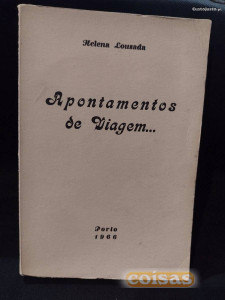 Helena Lousada
Apontamentos
de Viagem...
Porto
1966
coisas